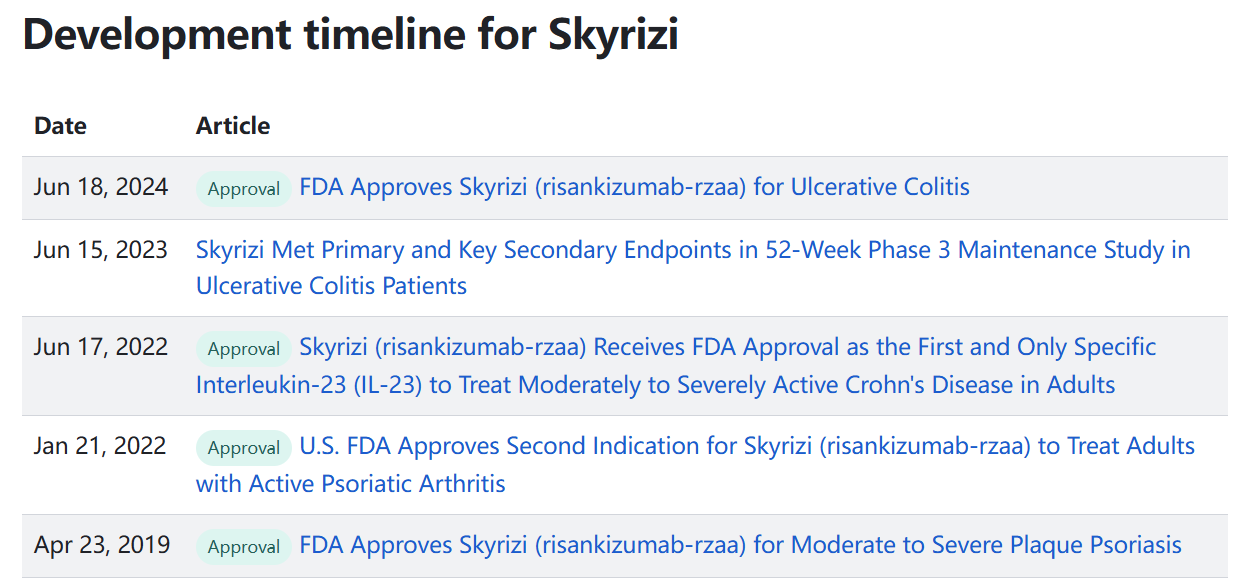 Development timeline for Skyrizi
Date Article
Jun 18, 2024 Approval FDA Approves Skyrizi (risankizumab-rzaa) for Ulcerative Colitis
Jun 15, 2023 Skyrizi Met Primary and Key Secondary Endpoints in 52-Week Phase 3 Maintenance Study in
Ulcerative Colitis Patients
Jun 17, 2022 Approval Skyrizi (risankizumab-rzaa) Receives FDA Approval as the First and Only Specific
Interleukin-23 (IL-23) to Treat Moderately to Severely Active Crohn's Disease in Adults
Jan 21, 2022 Approval U.S. FDA Approves Second Indication for Skyrizi (risankizumab-rzaa) to Treat Adults
with Active Psoriatic Arthritis
Apr 23, 2019 Approval FDA Approves Skyrizi (risankizumab-rzaa) for Moderate to Severe Plaque Psoriasis